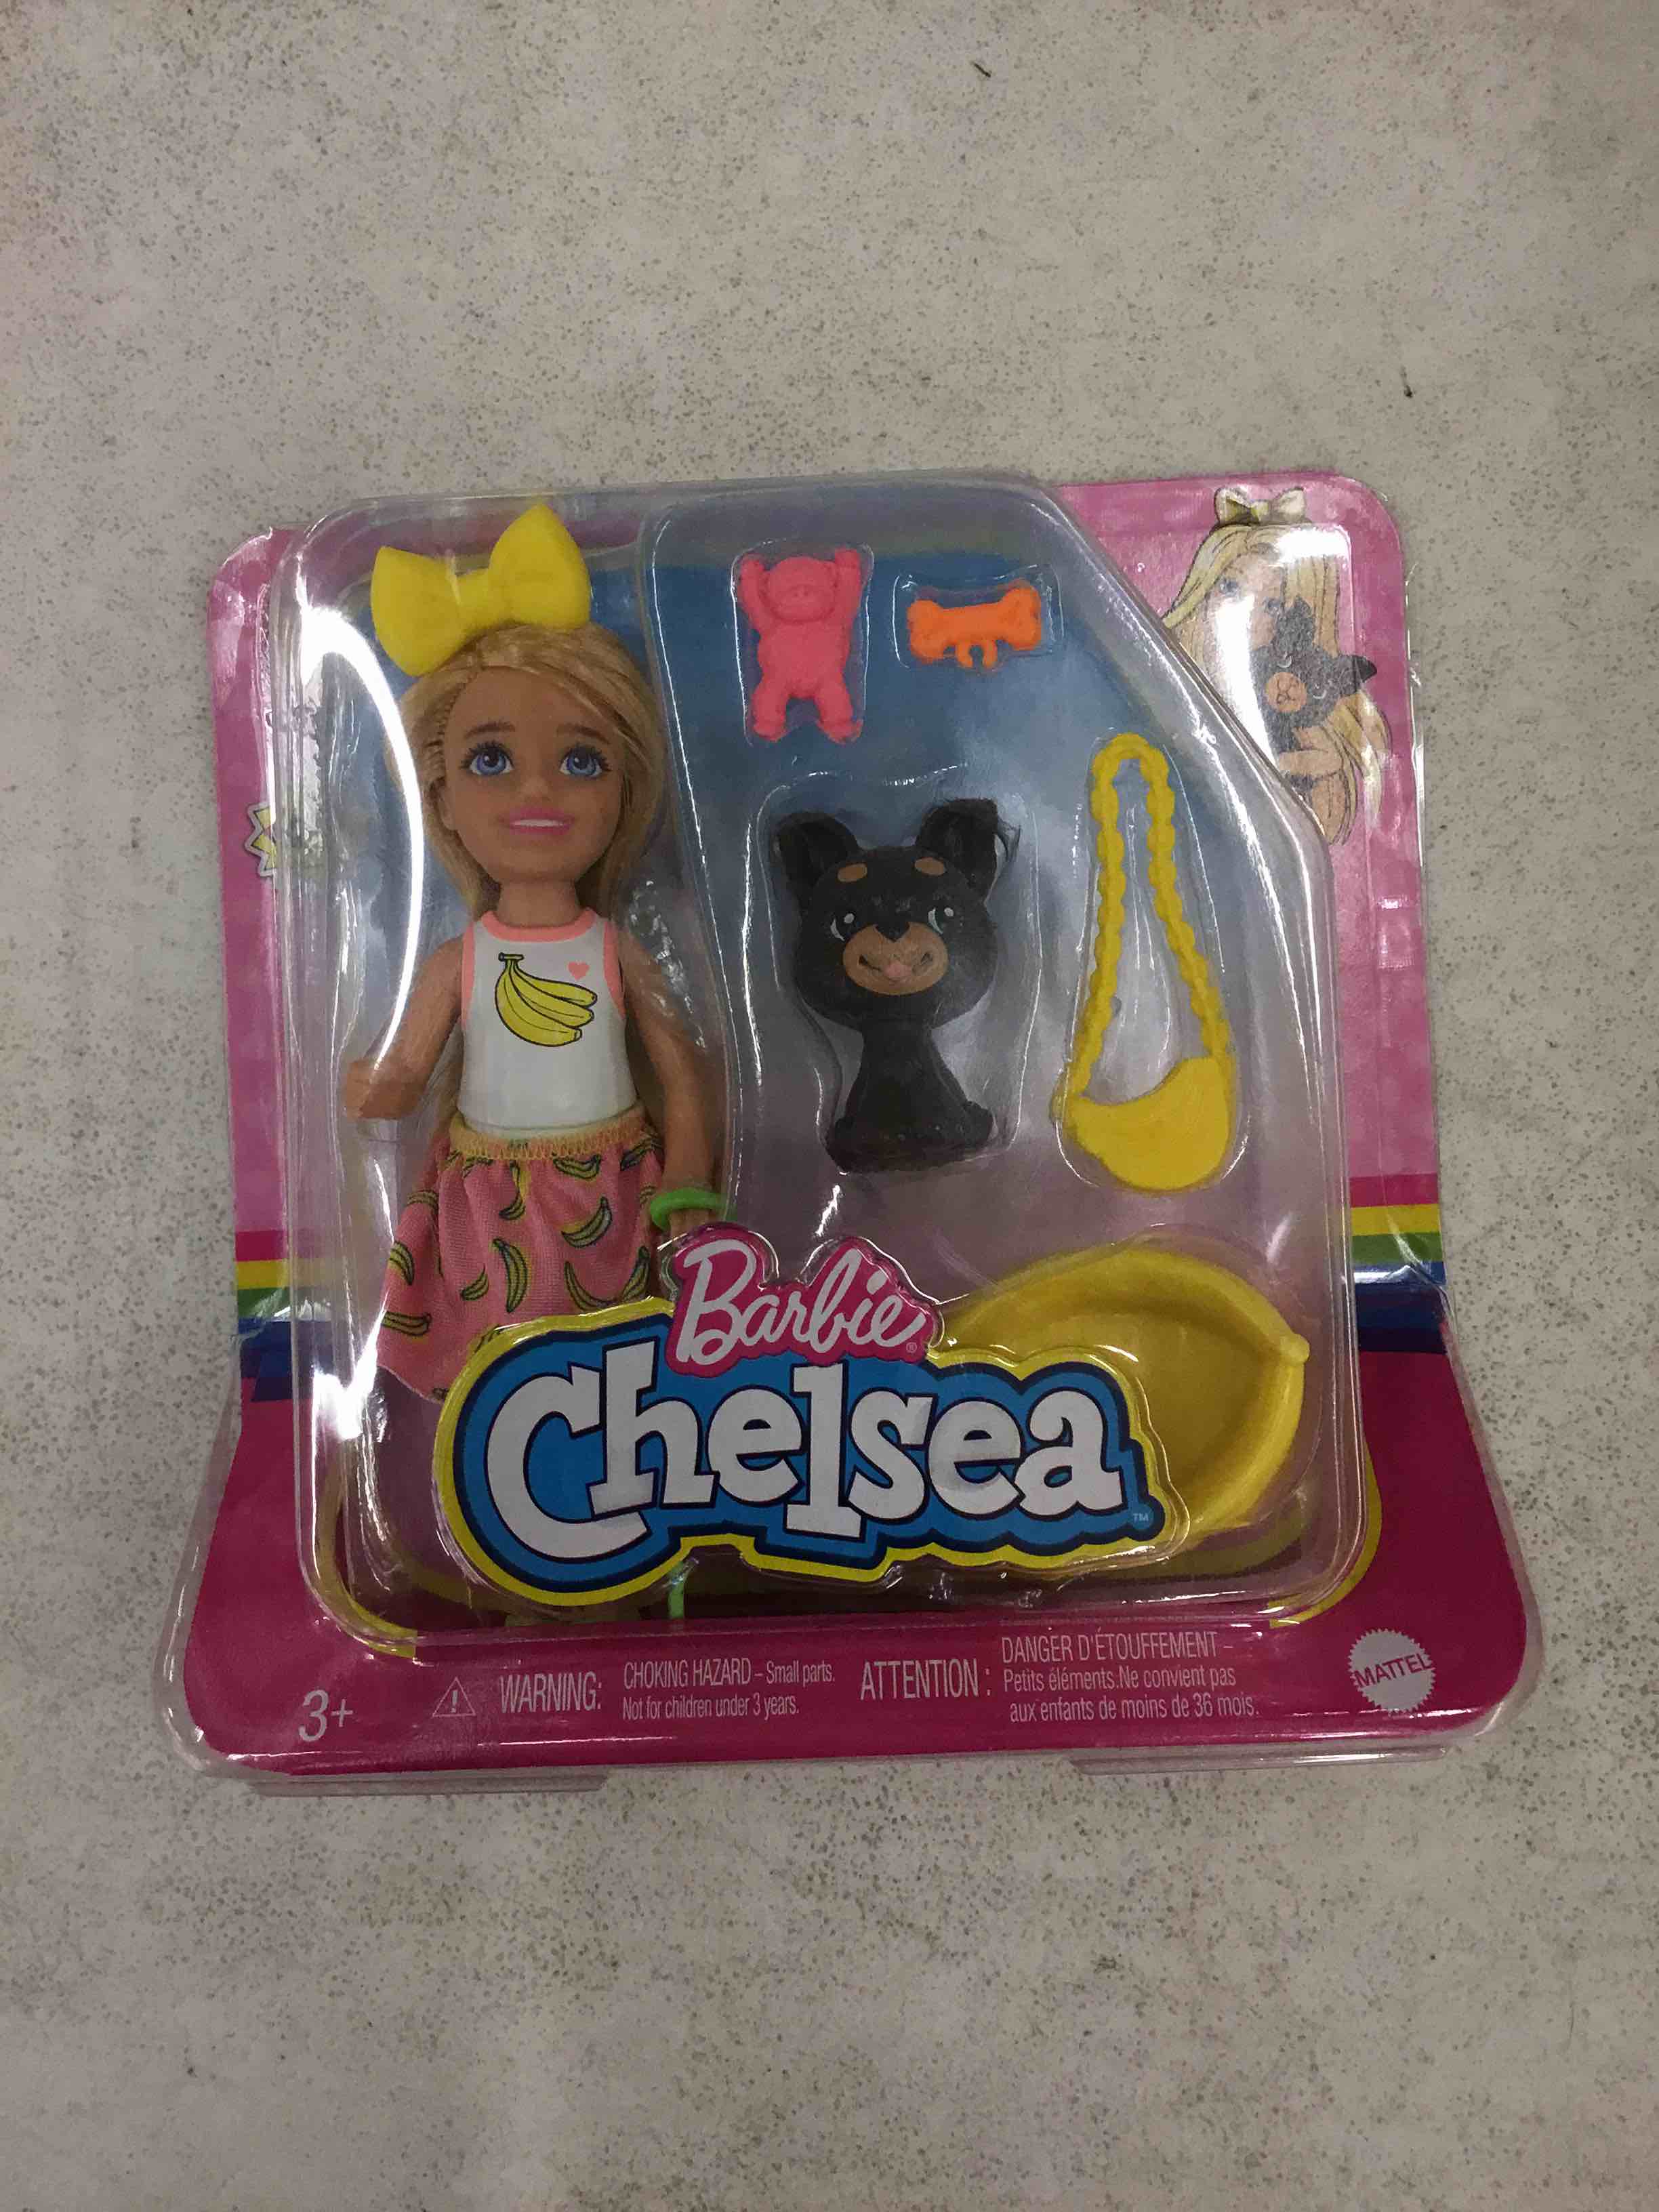 Barbie®
Chelsea™
3+
WARNING: CHOKING HAZARD – Small parts.
Not for children under 3 years.
ATTENTION : DANGER D'ÉTOUFFEMENT –
Petits éléments.Ne convient pas
aux enfants de moins de 36 mois.
MATTEL